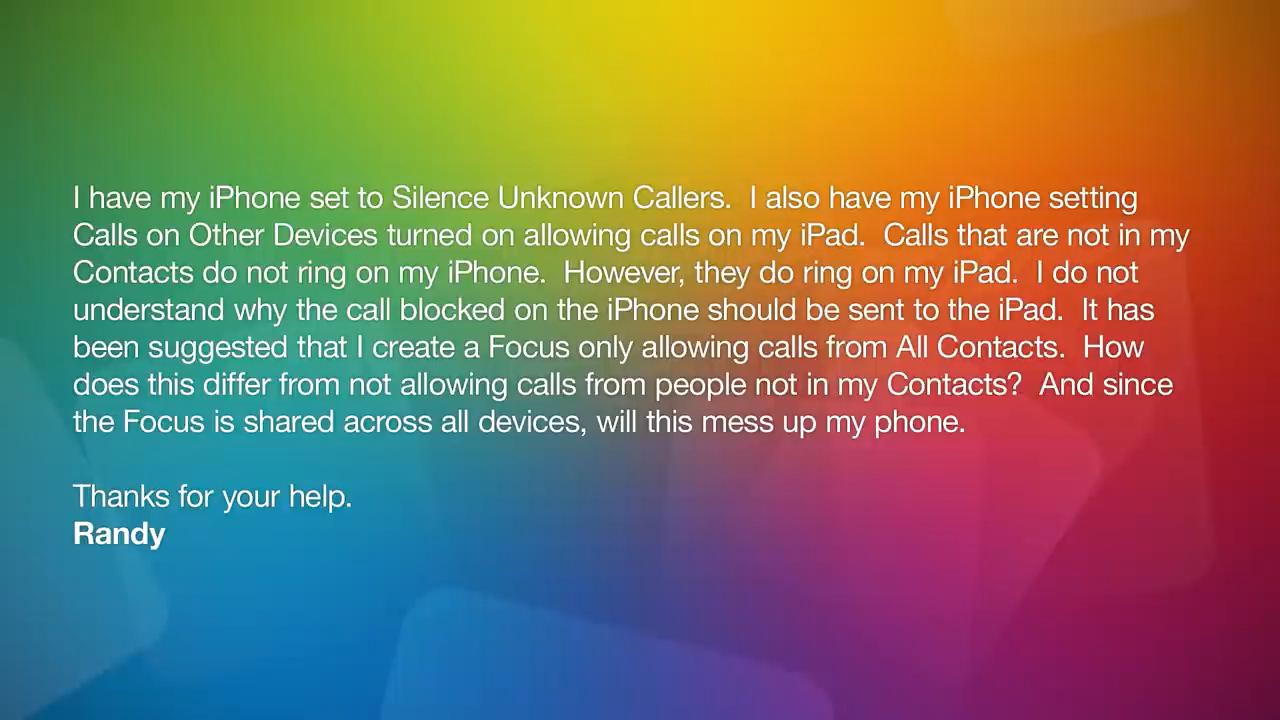 I have my iPhone set to Silence Unknown Callers.  I also have my iPhone setting
Calls on Other Devices turned on allowing calls on my iPad.  Calls that are not in my
Contacts do not ring on my iPhone.  However, they do ring on my iPad.  I do not
understand why the call blocked on the iPhone should be sent to the iPad.  It has
been suggested that I create a Focus only allowing calls from All Contacts.  How
does this differ from not allowing calls from people not in my Contacts?  And since
the Focus is shared across all devices, will this mess up my phone.
Thanks for your help.
Randy